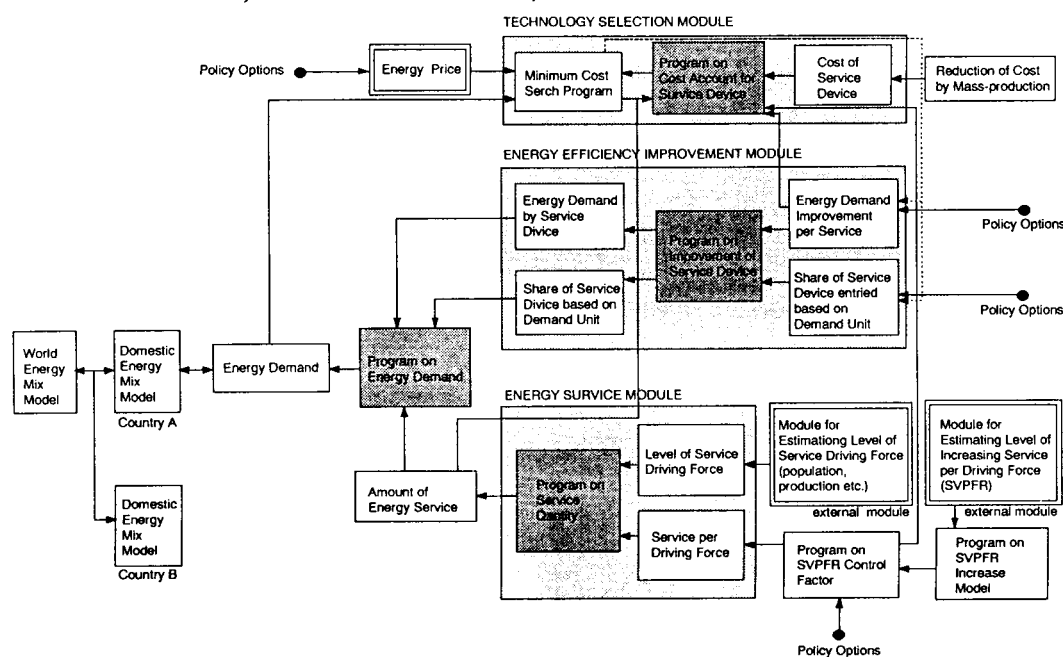 TECHNOLOGY SELECTION MODULE
Policy Options
Energy Price
Minimum Cost
Serch Program
Program on
Cost Account for
Survice Device
Cost of
Service
Device
Reduction of Cost
by Mass-production
ENERGY EFFICIENCY IMPROVEMENT MODULE
Energy Demand
by Service
Divice
Program on
Impovement of
Service Device
Energy Demand
Improvement
per Service
Policy Options
Share of Service
Divice based on
Demand Unit
Share of Service
Device entried
based on
Demand Unit
Policy Options
World
Energy
Mix
Model
Domestic
Energy
Mix
Model
Country A
Energy Demand
Program on
Energy Demand
ENERGY SURVICE MODULE
Amount of
Energy Service
Program on
Service
Qantity
Level of Service
Driving Force
Service per
Driving Force
Module for
Estimationg Level of
Service Driving Force
(population,
production etc.)
external module
Module for
Estimating Level of
Increasing Service
per Driving Force
(SVPFR)
external module
Domestic
Energy
Mix
Model
Country B
Program on
SVPFR Control
Factor
Program on
SVPFR
Increase
Model
Policy Options